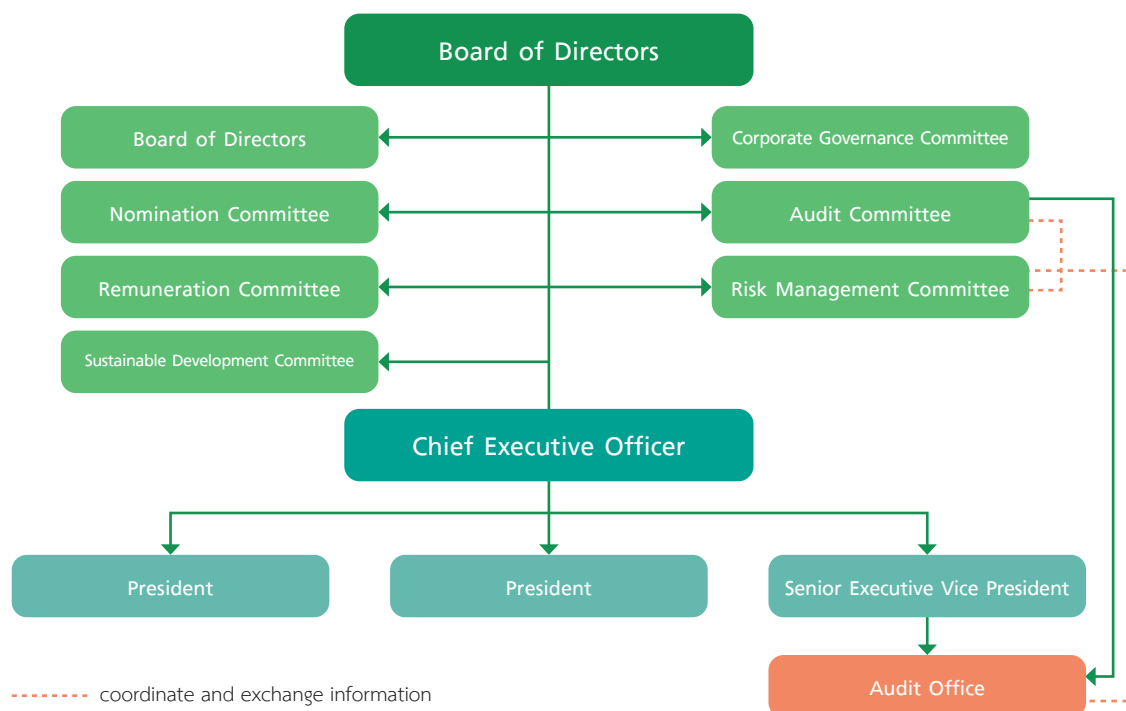 Board of Directors
Board of Directors
Corporate Governance Committee
Nomination Committee
Audit Committee
Remuneration Committee
Risk Management Committee
Sustainable Development Committee
Chief Executive Officer
President
President
Senior Executive Vice President
Audit Office
coordinate and exchange information